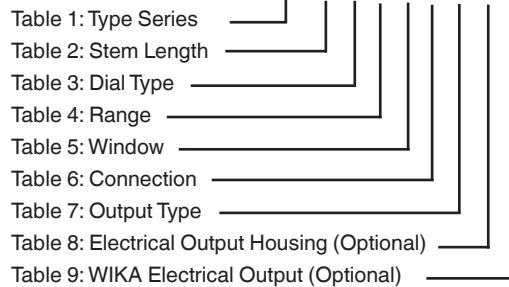 Table 1: Type Series
Table 2: Stem Length
Table 3: Dial Type
Table 4: Range
Table 5: Window
Table 6: Connection
Table 7: Output Type
Table 8: Electrical Output Housing (Optional)
Table 9: WIKA Electrical Output (Optional)